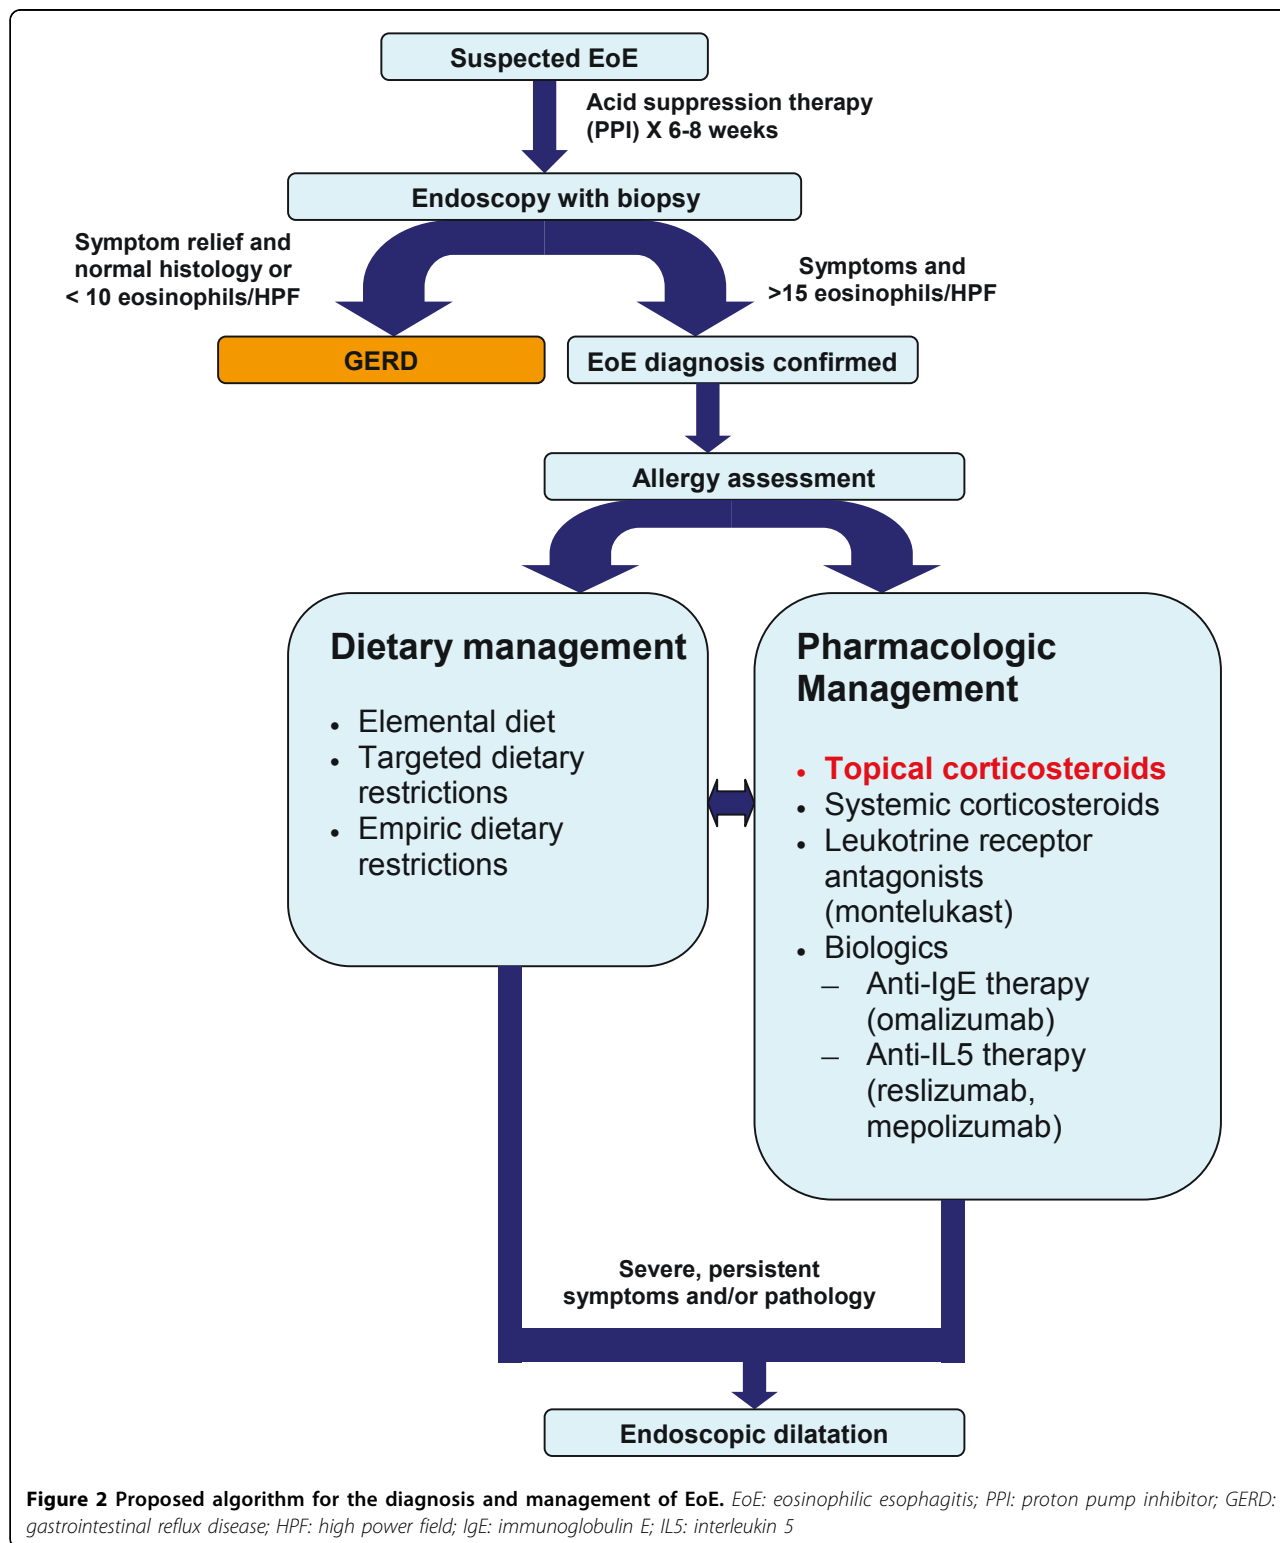 Suspected EoE
Acid suppression therapy
(PPI) X 6-8 weeks
Endoscopy with biopsy
Symptom relief and
normal histology or
< 10 eosinophils/HPF
Symptoms and
>15 eosinophils/HPF
GERD
EoE diagnosis confirmed
Allergy assessment
Dietary management
• Elemental diet
• Targeted dietary
restrictions
• Empiric dietary
restrictions
Pharmacologic
Management
• Topical corticosteroids
• Systemic corticosteroids
• Leukotrine receptor
antagonists
(montelukast)
• Biologics
– Anti-IgE therapy
(omalizumab)
– Anti-IL5 therapy
(reslizumab,
mepolizumab)
Severe, persistent
symptoms and/or pathology
Endoscopic dilatation
Figure 2 Proposed algorithm for the diagnosis and management of EoE. EoE: eosinophilic esophagitis; PPI: proton pump inhibitor; GERD:
gastrointestinal reflux disease; HPF: high power field; IgE: immunoglobulin E; IL5: interleukin 5